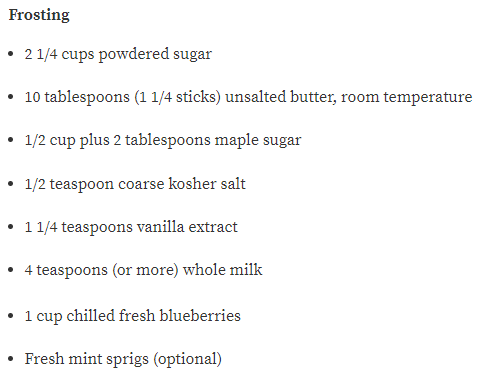 Frosting
• 2 1/4 cups powdered sugar
• 10 tablespoons (1 1/4 sticks) unsalted butter, room temperature
• 1/2 cup plus 2 tablespoons maple sugar
• 1/2 teaspoon coarse kosher salt
• 1 1/4 teaspoons vanilla extract
• 4 teaspoons (or more) whole milk
• 1 cup chilled fresh blueberries
• Fresh mint sprigs (optional)